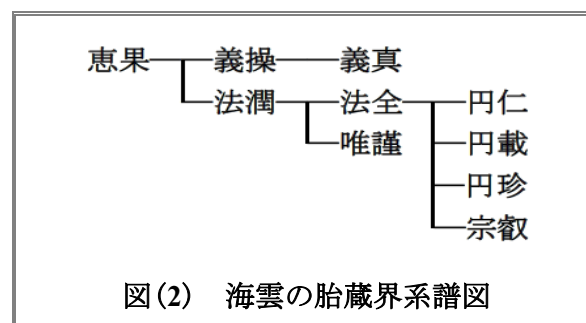 恵果 義操 義真
法潤 法全 円仁
唯謹 円載
円珍
宗叡
図(2) 海雲の胎蔵界系譜図